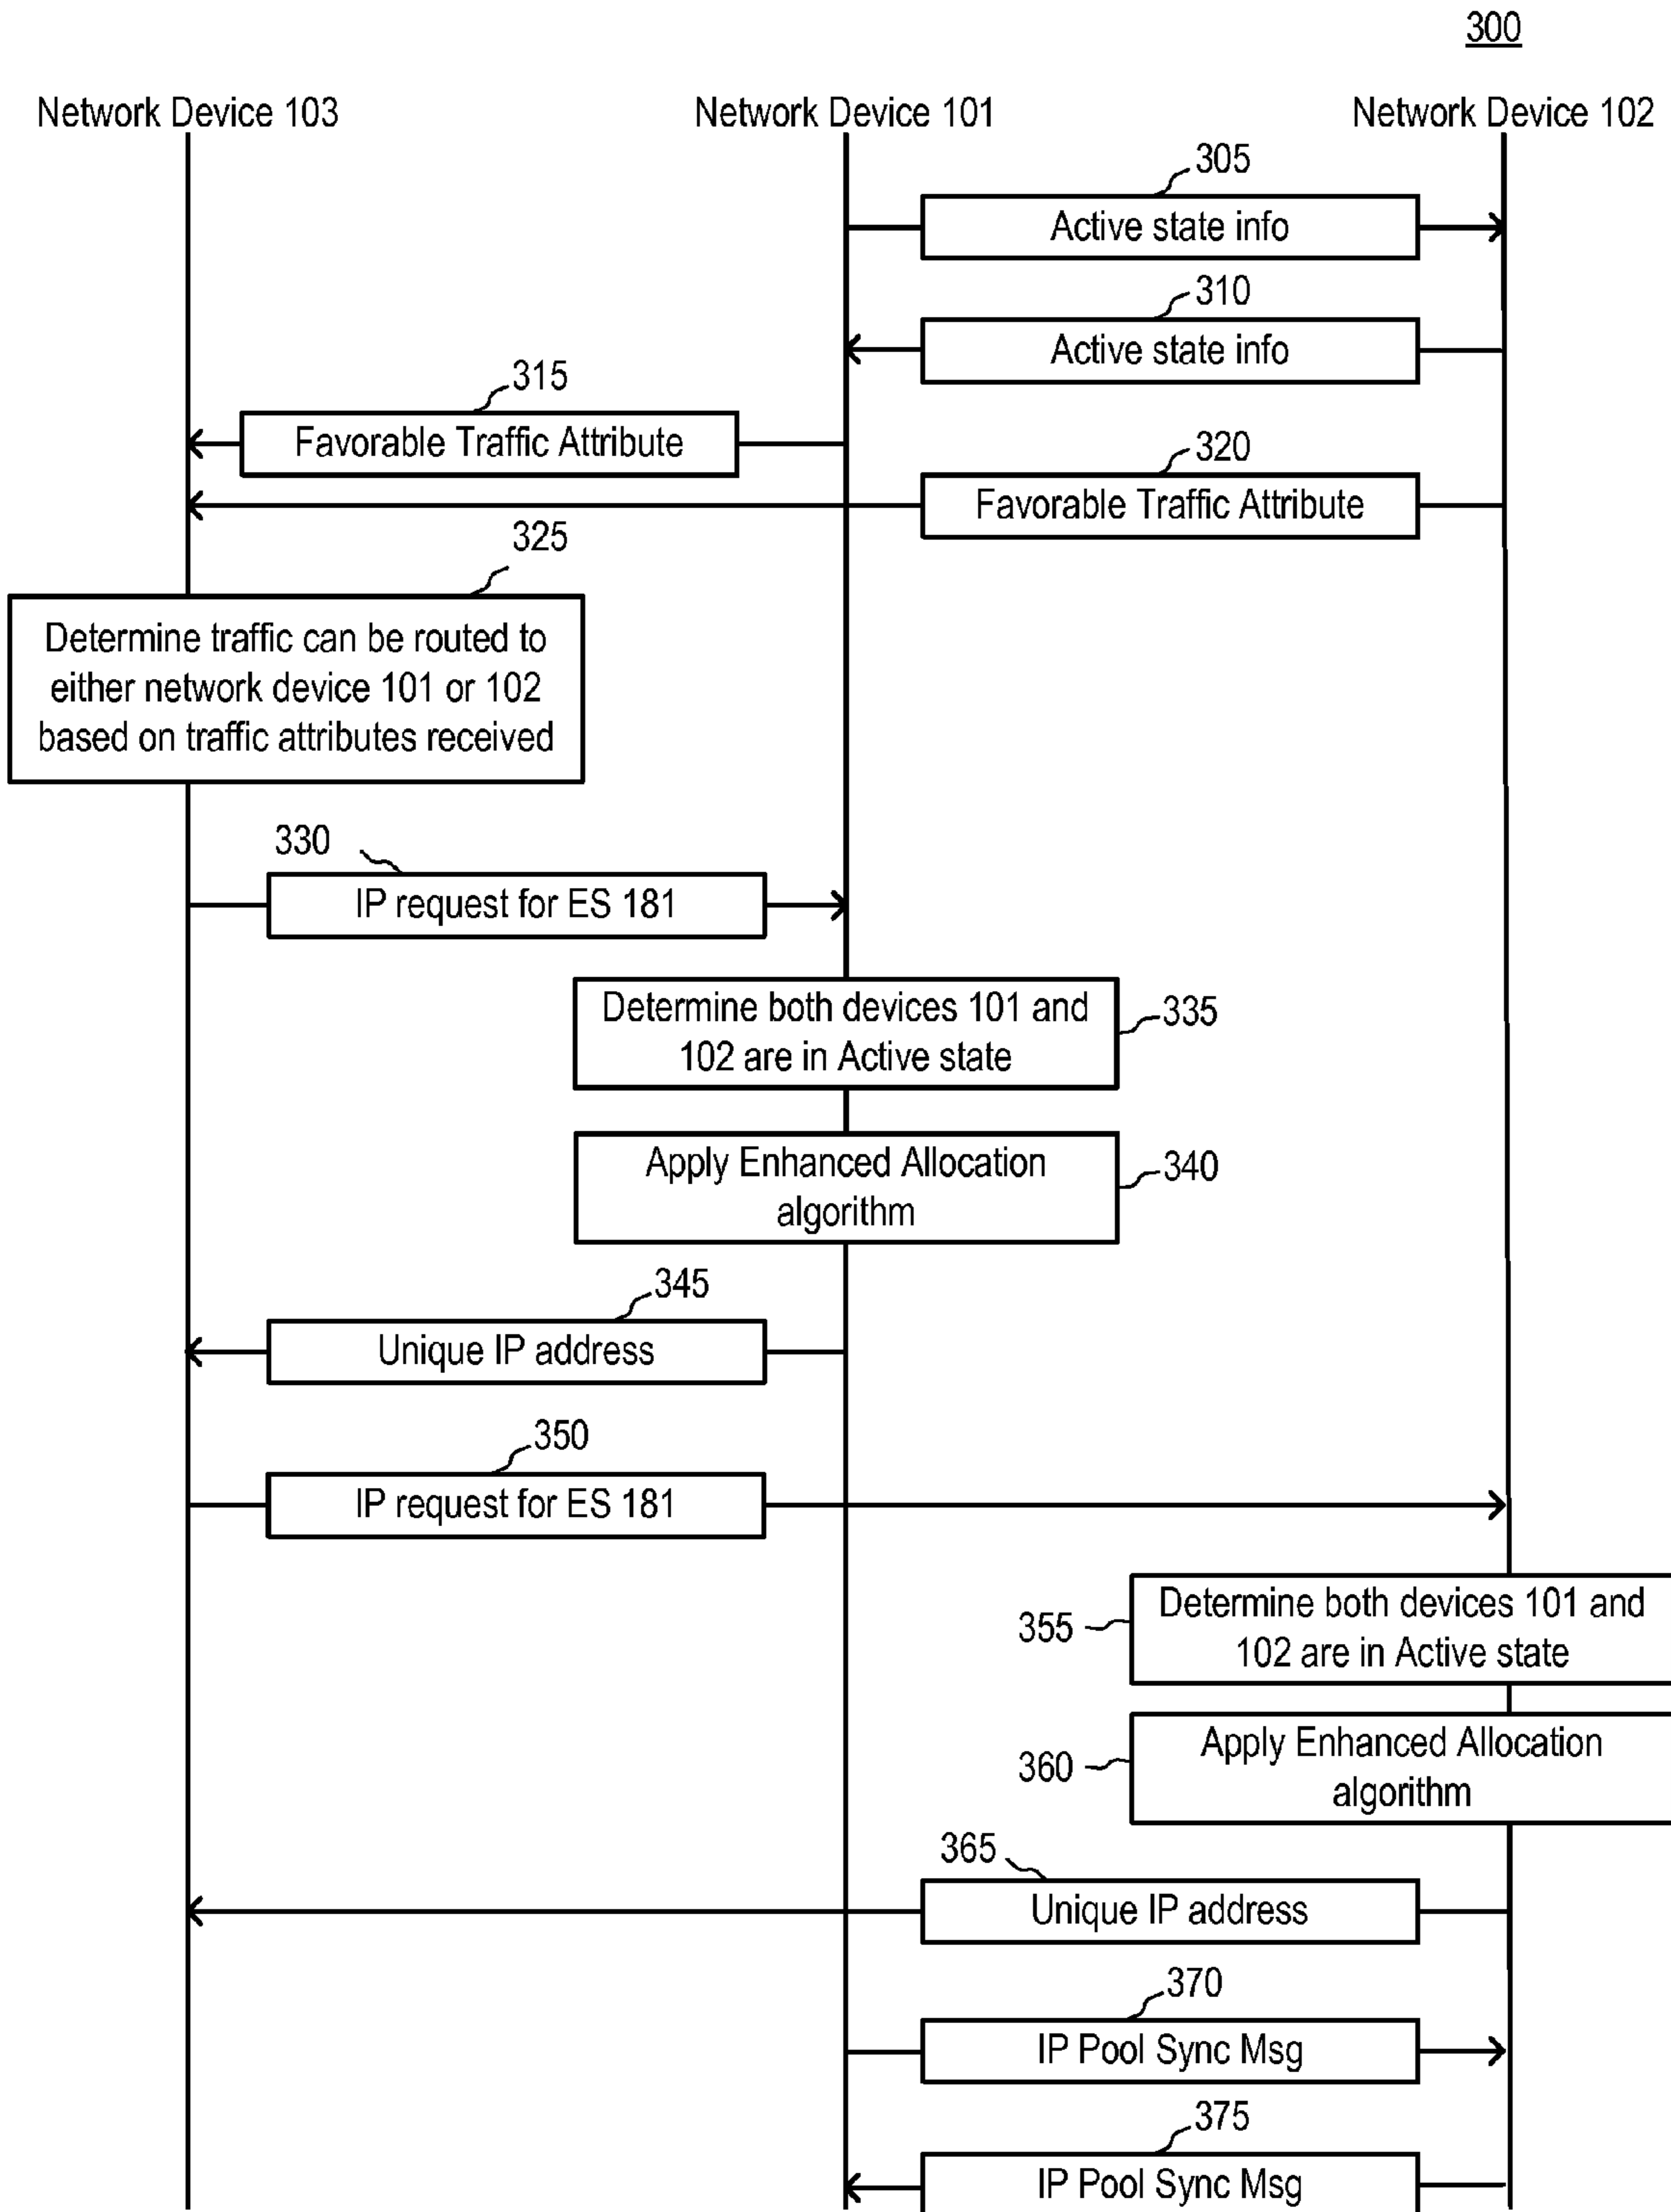 300
Network Device 103
Network Device 101
Network Device 102
305
Active state info
310
Active state info
315
Favorable Traffic Attribute
320
Favorable Traffic Attribute
325
Determine traffic can be routed to
either network device 101 or 102
based on traffic attributes received
330
IP request for ES 181
Determine both devices 101 and
102 are in Active state
335
Apply Enhanced Allocation
algorithm
340
345
Unique IP address
350
IP request for ES 181
355
Determine both devices 101 and
102 are in Active state
360
Apply Enhanced Allocation
algorithm
365
Unique IP address
370
IP Pool Sync Msg
375
IP Pool Sync Msg